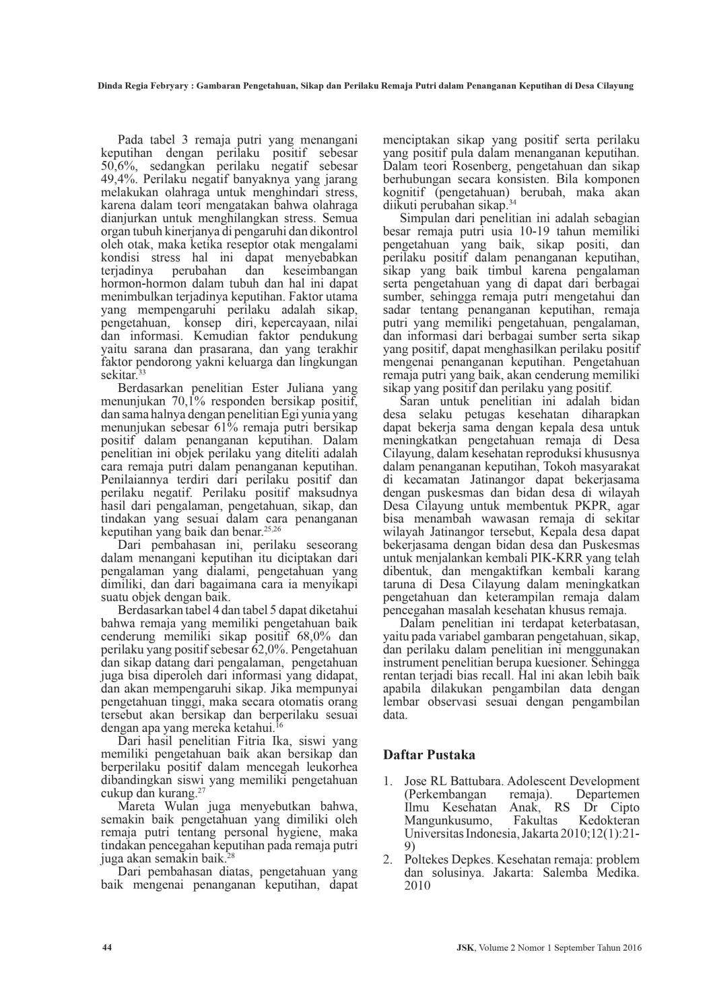 Dinda Regia Febryary : Gambaran Pengetahuan, Sikap dan Perilaku Remaja Putri dalam Penanganan Keputihan di Desa Cilayung
Pada tabel 3 remaja putri yang menangani
keputihan dengan perilaku positif sebesar
50,6%, sedangkan perilaku negatif sebesar
49,4%. Perilaku negatif banyaknya yang jarang
melakukan olahraga untuk menghindari stress,
karena dalam teori mengatakan bahwa olahraga
dianjurkan untuk menghilangkan stress. Semua
organ tubuh kinerjanya di pengaruhi dan dikontrol
oleh otak, maka ketika reseptor otak mengalami
kondisi stress hal ini dapat menyebabkan
terjadinya perubahan dan keseimbangan
hormon-hormon dalam tubuh dan hal ini dapat
menimbulkan terjadinya keputihan. Faktor utama
yang mempengaruhi perilaku adalah sikap,
pengetahuan, konsep diri, kepercayaan, nilai
dan informasi. Kemudian faktor pendukung
yaitu sarana dan prasarana, dan yang terakhir
faktor pendorong yakni keluarga dan lingkungan
sekitar.33
Berdasarkan penelitian Ester Juliana yang
menunjukan 70,1% responden bersikap positif,
dan sama halnya dengan penelitian Egi yunia yang
menunjukan sebesar 61% remaja putri bersikap
positif dalam penanganan keputihan. Dalam
penelitian ini objek perilaku yang diteliti adalah
cara remaja putri dalam penanganan keputihan.
Penilaiannya terdiri dari perilaku positif dan
perilaku negatif. Perilaku positif maksudnya
hasil dari pengalaman, pengetahuan, sikap, dan
tindakan yang sesuai dalam cara penanganan
keputihan yang baik dan benar.25,26
Dari pembahasan ini, perilaku seseorang
dalam menangani keputihan itu diciptakan dari
pengalaman yang dialami, pengetahuan yang
dimiliki, dan dari bagaimana cara ia menyikapi
suatu objek dengan baik.
Berdasarkan tabel 4 dan tabel 5 dapat diketahui
bahwa remaja yang memiliki pengetahuan baik
cenderung memiliki sikap positif 68,0% dan
perilaku yang positif sebesar 62,0%. Pengetahuan
dan sikap datang dari pengalaman, pengetahuan
juga bisa diperoleh dari informasi yang didapat,
dan akan mempengaruhi sikap. Jika mempunyai
pengetahuan tinggi, maka secara otomatis orang
tersebut akan bersikap dan berperilaku sesuai
dengan apa yang mereka ketahui.16
Dari hasil penelitian Fitria Ika, siswi yang
memiliki pengetahuan baik akan bersikap dan
berperilaku positif dalam mencegah leukorhea
dibandingkan siswi yang memiliki pengetahuan
cukup dan kurang.27
Mareta Wulan juga menyebutkan bahwa,
semakin baik pengetahuan yang dimiliki oleh
remaja putri tentang personal hygiene, maka
tindakan pencegahan keputihan pada remaja putri
juga akan semakin baik.28
Dari pembahasan diatas, pengetahuan yang
baik mengenai penanganan keputihan, dapat
menciptakan sikap yang positif serta perilaku
yang positif pula dalam menanganan keputihan.
Dalam teori Rosenberg, pengetahuan dan sikap
berhubungan secara konsisten. Bila komponen
kognitif (pengetahuan) berubah, maka akan
diikuti perubahan sikap.34
Simpulan dari penelitian ini adalah sebagian
besar remaja putri usia 10-19 tahun memiliki
pengetahuan yang baik, sikap positi, dan
perilaku positif dalam penanganan keputihan,
sikap yang baik timbul karena pengalaman
serta pengetahuan yang di dapat dari berbagai
sumber, sehingga remaja putri mengetahui dan
sadar tentang penanganan keputihan, remaja
putri yang memiliki pengetahuan, pengalaman,
dan informasi dari berbagai sumber serta sikap
yang positif, dapat menghasilkan perilaku positif
mengenai penanganan keputihan. Pengetahuan
remaja putri yang baik, akan cenderung memiliki
sikap yang positif dan perilaku yang positif.
Saran untuk penelitian ini adalah bidan
desa selaku petugas kesehatan diharapkan
dapat bekerja sama dengan kepala desa untuk
meningkatkan pengetahuan remaja di Desa
Cilayung, dalam kesehatan reproduksi khususnya
dalam penanganan keputihan, Tokoh masyarakat
di kecamatan Jatinangor dapat bekerjasama
dengan puskesmas dan bidan desa di wilayah
Desa Cilayung untuk membentuk PKPR, agar
bisa menambah wawasan remaja di sekitar
wilayah Jatinangor tersebut, Kepala desa dapat
bekerjasama dengan bidan desa dan Puskesmas
untuk menjalankan kembali PIK-KRR yang telah
dibentuk, dan mengaktifkan kembali karang
taruna di Desa Cilayung dalam meningkatkan
pengetahuan dan keterampilan remaja dalam
pencegahan masalah kesehatan khusus remaja.
Dalam penelitian ini terdapat keterbatasan,
yaitu pada variabel gambaran pengetahuan, sikap,
dan perilaku dalam penelitian ini menggunakan
instrument penelitian berupa kuesioner. Sehingga
rentan terjadi bias recall. Hal ini akan lebih baik
apabila dilakukan pengambilan data dengan
lembar observasi sesuai dengan pengambilan
data.
Daftar Pustaka
1. Jose RL Battubara. Adolescent Development
(Perkembangan remaja). Departemen
Ilmu Kesehatan Anak, RS Dr Cipto
Mangunkusumo, Fakultas Kedokteran
Universitas Indonesia, Jakarta 2010;12(1):21-
9)
2. Poltekes Depkes. Kesehatan remaja: problem
dan solusinya. Jakarta: Salemba Medika.
2010
44
JSK, Volume 2 Nomor 1 September Tahun 2016